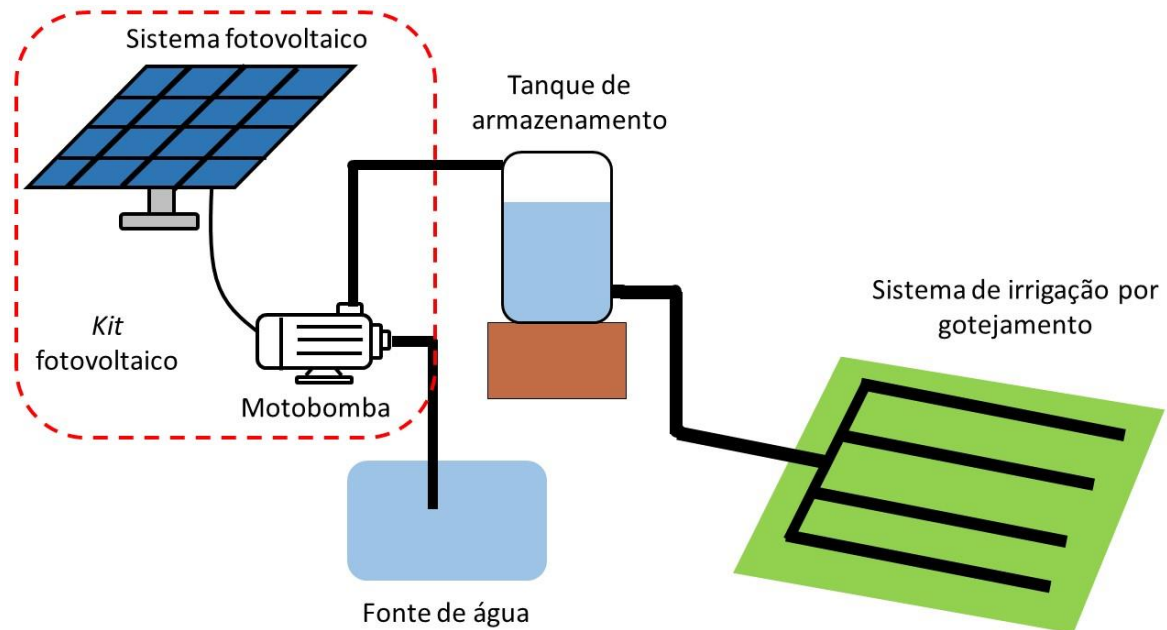 Sistema fotovoltaico
Tanque de
armazenamento
Kit
fotovoltaico
Motobomba
Sistema de irrigação por
gotejamento
Fonte de água